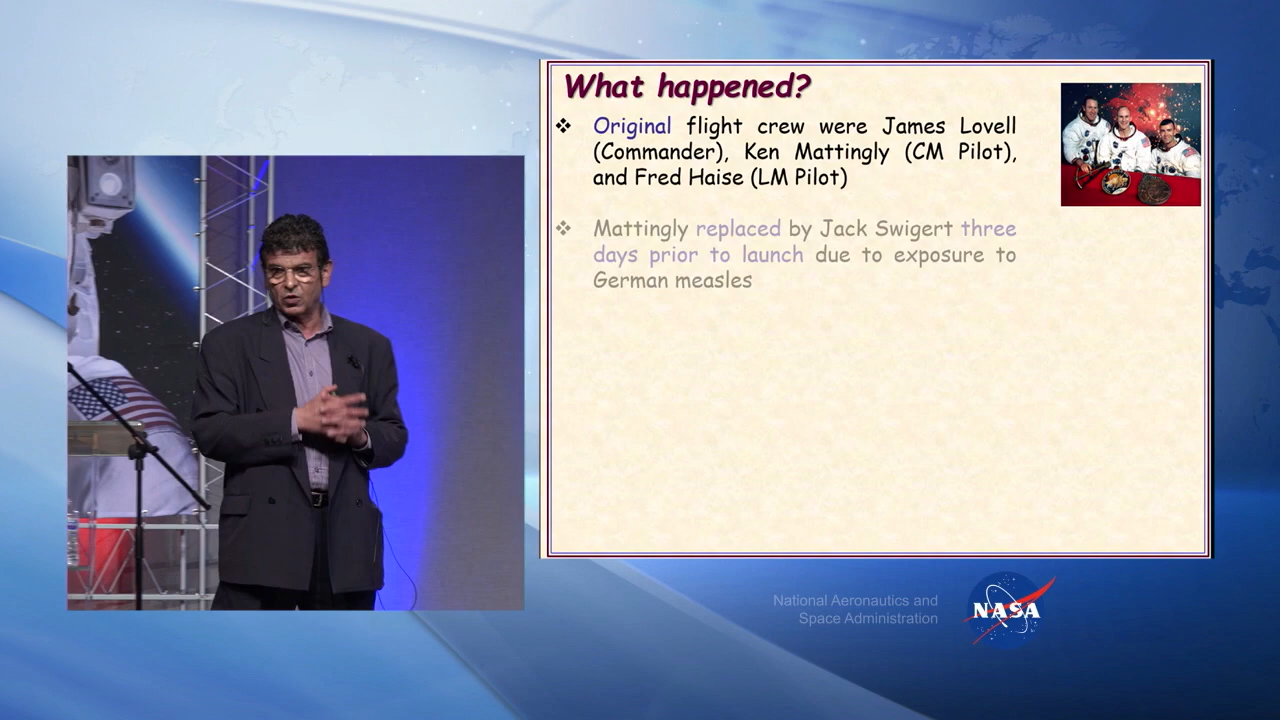 What happened?
❖ Original flight crew were James Lovell
(Commander), Ken Mattingly (CM Pilot),
and Fred Haise (LM Pilot)
❖ Mattingly replaced by Jack Swigert three
days prior to launch due to exposure to
German measles
National Aeronautics and
Space Administration
NASA